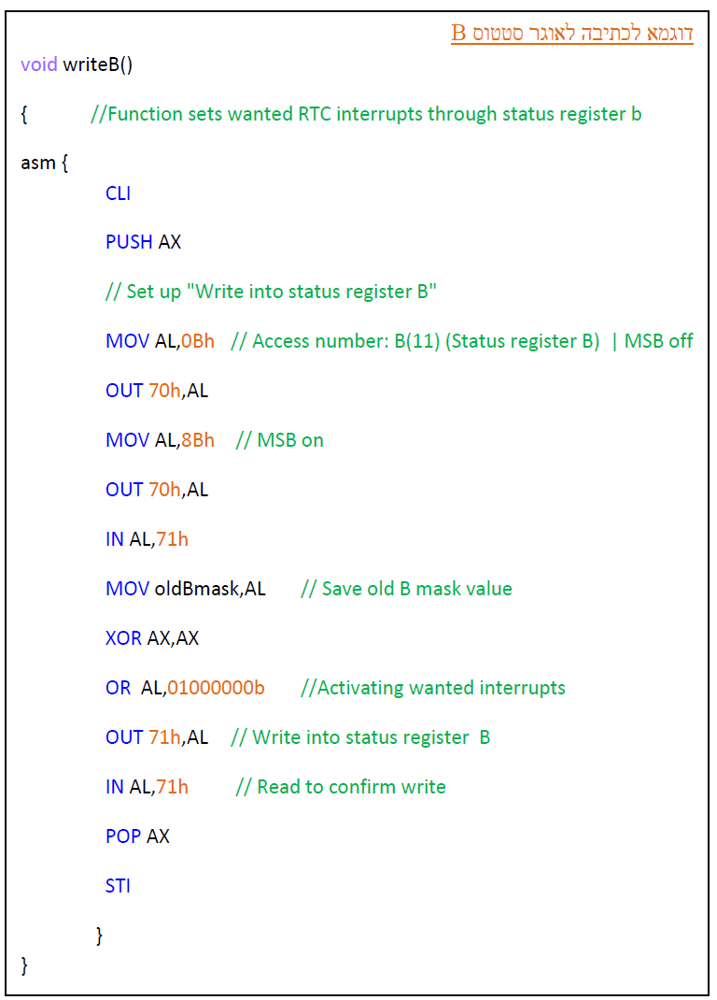 דוגמא לכתיבה לאוגר סטטוס B
void writeB()
{ //Function sets wanted RTC interrupts through status register b
asm {
CLI
PUSH AX
// Set up "Write into status register B"
MOV AL,0Bh // Access number: B(11) (Status register B) | MSB off
OUT 70h,AL
MOV AL,8Bh // MSB on
OUT 70h,AL
IN AL,71h
MOV oldBmask,AL // Save old B mask value
XOR AX,AX
OR AL,01000000b //Activating wanted interrupts
OUT 71h,AL // Write into status register B
IN AL,71h // Read to confirm write
POP AX
STI
}
}